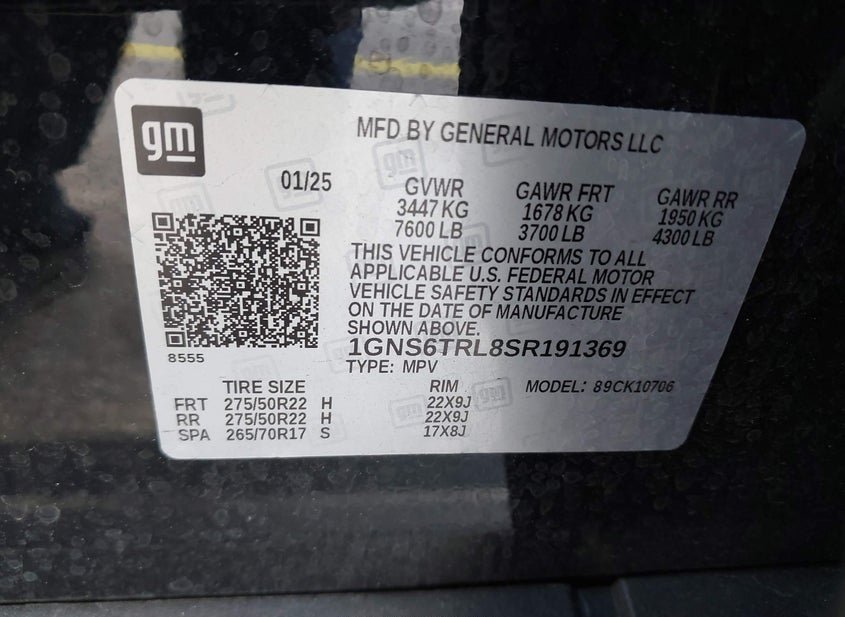 gm
MFD BY GENERAL MOTORS LLC
01/25
GVWR GAWR FRT GAWR RR
3447 KG 1678 KG 1950 KG
7600 LB 3700 LB 4300 LB
THIS VEHICLE CONFORMS TO ALL
APPLICABLE U.S. FEDERAL MOTOR
VEHICLE SAFETY STANDARDS IN EFFECT
ON THE DATE OF MANUFACTURE
SHOWN ABOVE.
8555
1GNS6TRL8SR191369
TYPE: MPV
TIRE SIZE RIM MODEL: 89CK10706
FRT 275/50R22 H 22X9J
RR 275/50R22 H 22X9J
SPA 265/70R17 S 17X8J